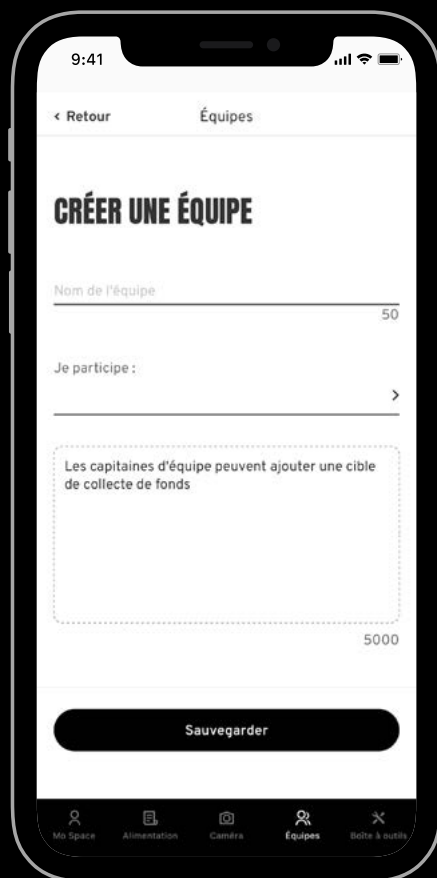 9:41
< Retour
Équipes
CRÉER UNE ÉQUIPE
Nom de l'équipe
50
Je participe :
Les capitaines d'équipe peuvent ajouter une cible
de collecte de fonds
5000
Sauvegarder
Mo Space
Alimentation
Caméra
Équipes
Boîte à outils